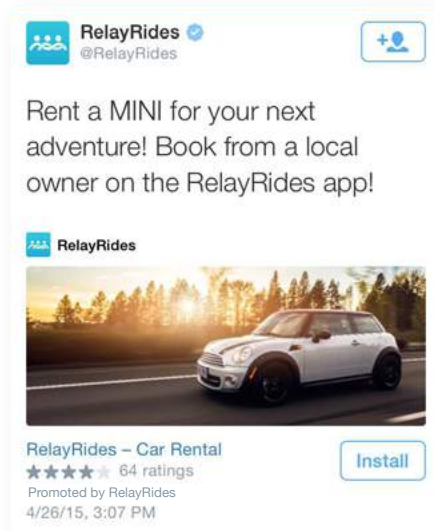 RelayRides
@RelayRides
Rent a MINI for your next
adventure! Book from a local
owner on the RelayRides app!
RelayRides
RelayRides – Car Rental
64 ratings
Install
Promoted by RelayRides
4/26/15, 3:07 PM